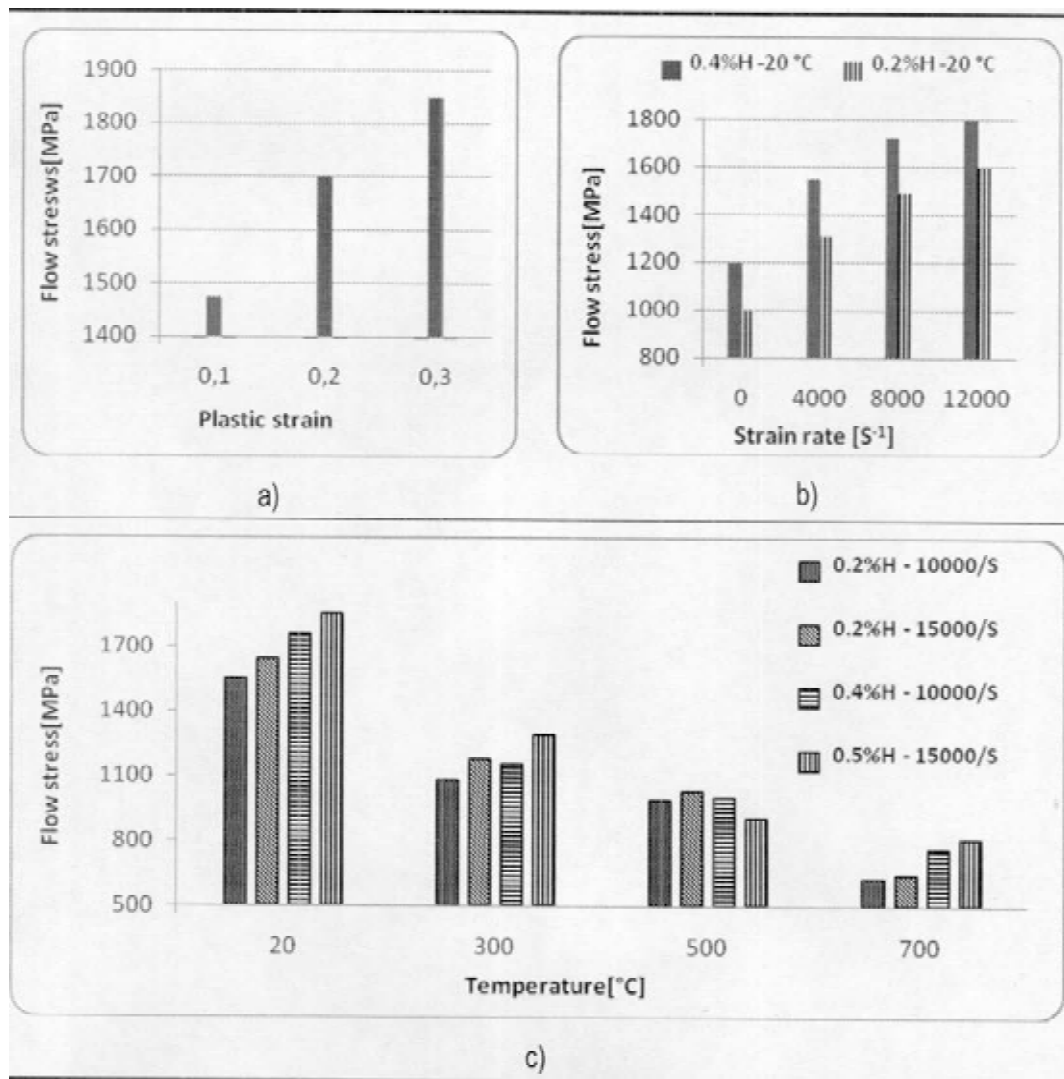 1900
1800
1700
1600
1500
1400
Flow stresws[MPa]
0,1 0,2 0,3
Plastic strain
a)
0.4%H -20 °C 0.2%H -20 °C
1800
1600
1400
1200
1000
800
Flow stress[MPa]
0 4000 8000 12000
Strain rate [S-1]
b)
0.2%H - 10000/S
0.2%H - 15000/S
0.4%H - 10000/S
0.5%H - 15000/S
1700
1400
1100
800
500
Flow stress[MPa]
20 300 500 700
Temperature[°C]
c)